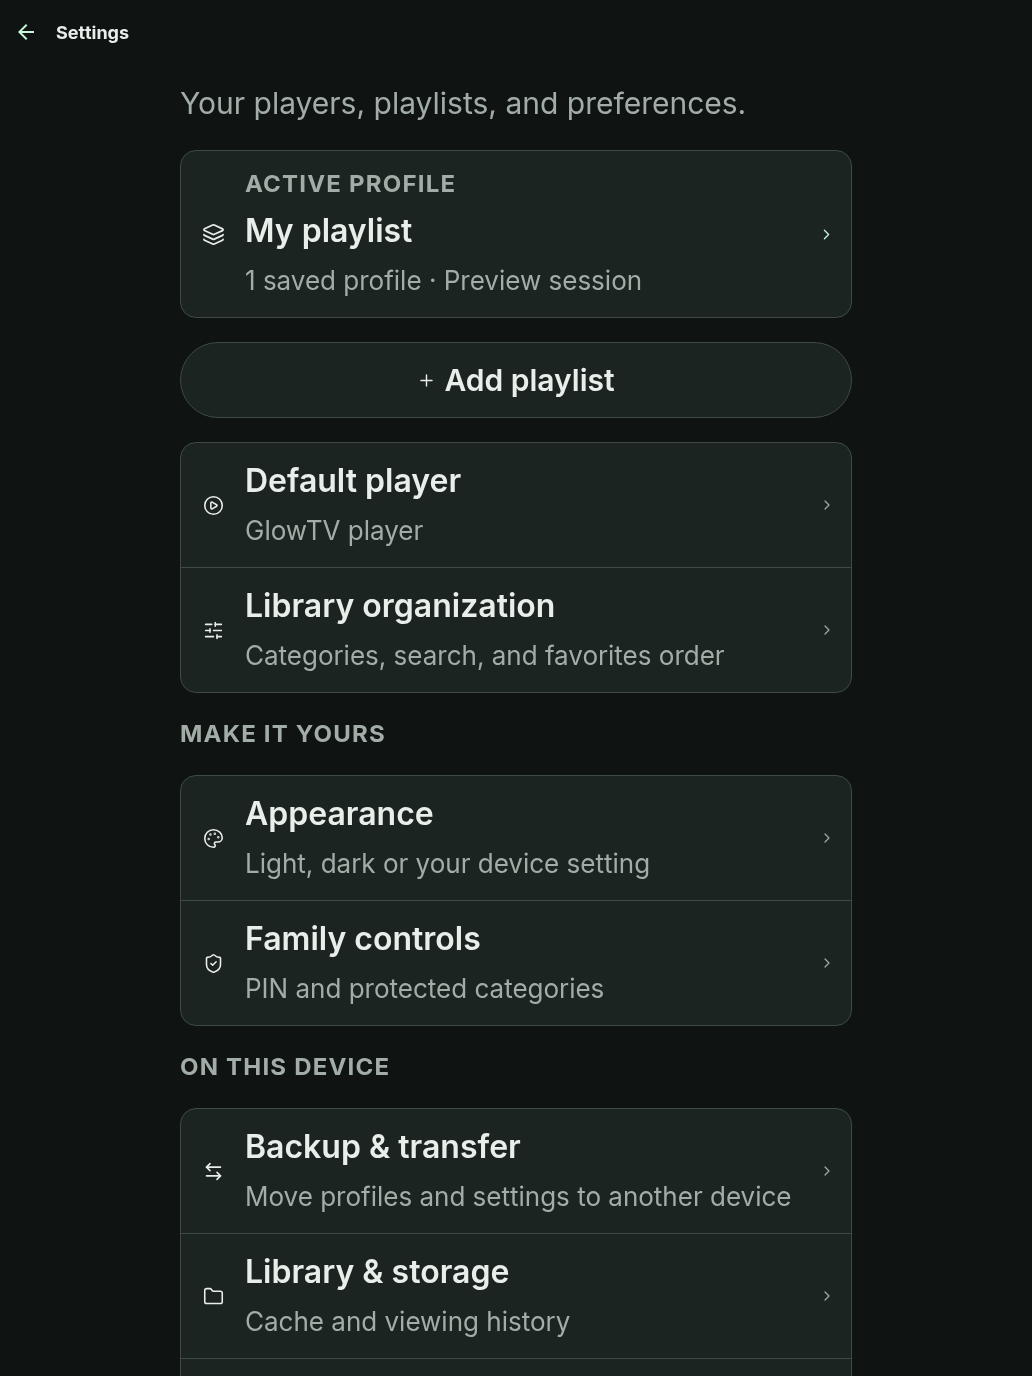 Settings
Your players, playlists, and preferences.
ACTIVE PROFILE
My playlist
1 saved profile · Preview session
+ Add playlist
Default player
GlowTV player
Library organization
Categories, search, and favorites order
MAKE IT YOURS
Appearance
Light, dark or your device setting
Family controls
PIN and protected categories
ON THIS DEVICE
Backup & transfer
Move profiles and settings to another device
Library & storage
Cache and viewing history